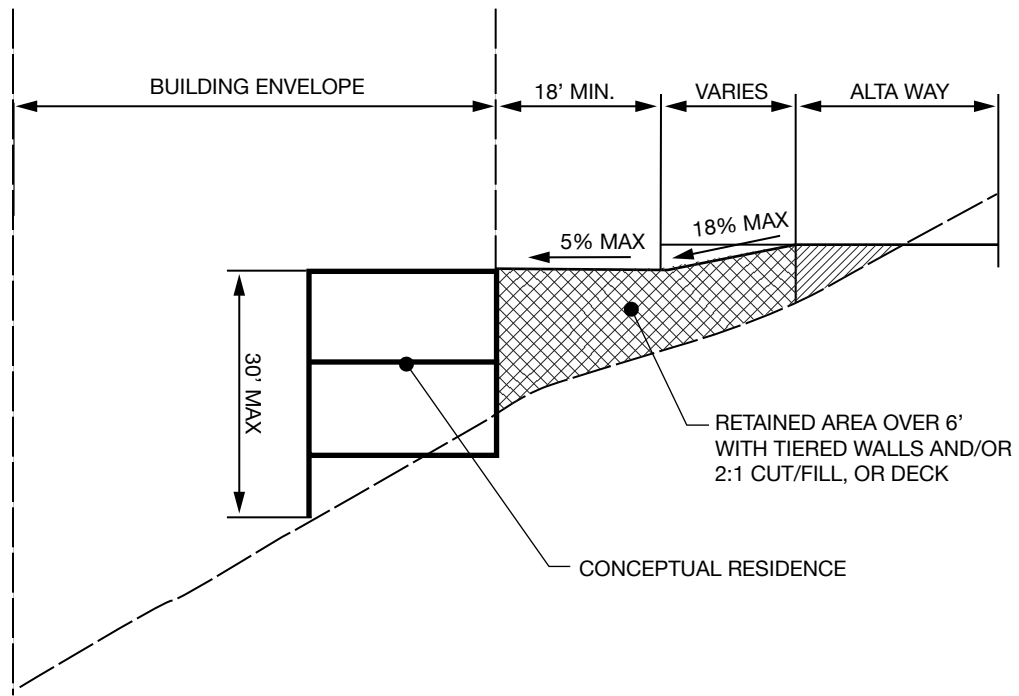 BUILDING ENVELOPE
18' MIN.
VARIES
ALTA WAY
5% MAX
18% MAX
30' MAX
RETAINED AREA OVER 6'
WITH TIERED WALLS AND/OR
2:1 CUT/FILL, OR DECK
CONCEPTUAL RESIDENCE